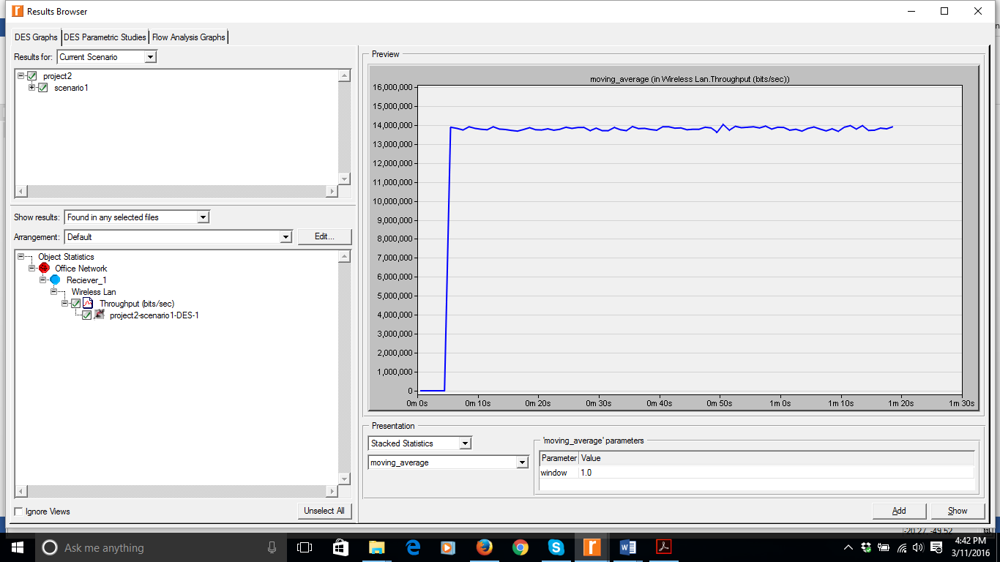 Results Browser
DES Graphs DES Parametric Studies Flow Analysis Graphs
Results for: Current Scenario
project2
scenario1
Show results: Found in any selected files
Arrangement: Default Edit...
Object Statistics
Office Network
Reciever_1
Wireless Lan
Throughput (bits/sec)
project2-scenario1-DES-1
Ignore Views Unselect All
Preview
moving_average (in Wireless Lan.Throughput (bits/sec))
16,000,000
15,000,000
14,000,000
13,000,000
12,000,000
11,000,000
10,000,000
9,000,000
8,000,000
7,000,000
6,000,000
5,000,000
4,000,000
3,000,000
2,000,000
1,000,000
0
0m 0s 0m 10s 0m 20s 0m 30s 0m 40s 0m 50s 1m 0s 1m 10s 1m 20s 1m 30s
Presentation
Stacked Statistics
moving_average
'moving_average' parameters
Parameter Value
window 1.0
Add Show
-20.27, -49.52
Ask me anything
4:42 PM
3/11/2016